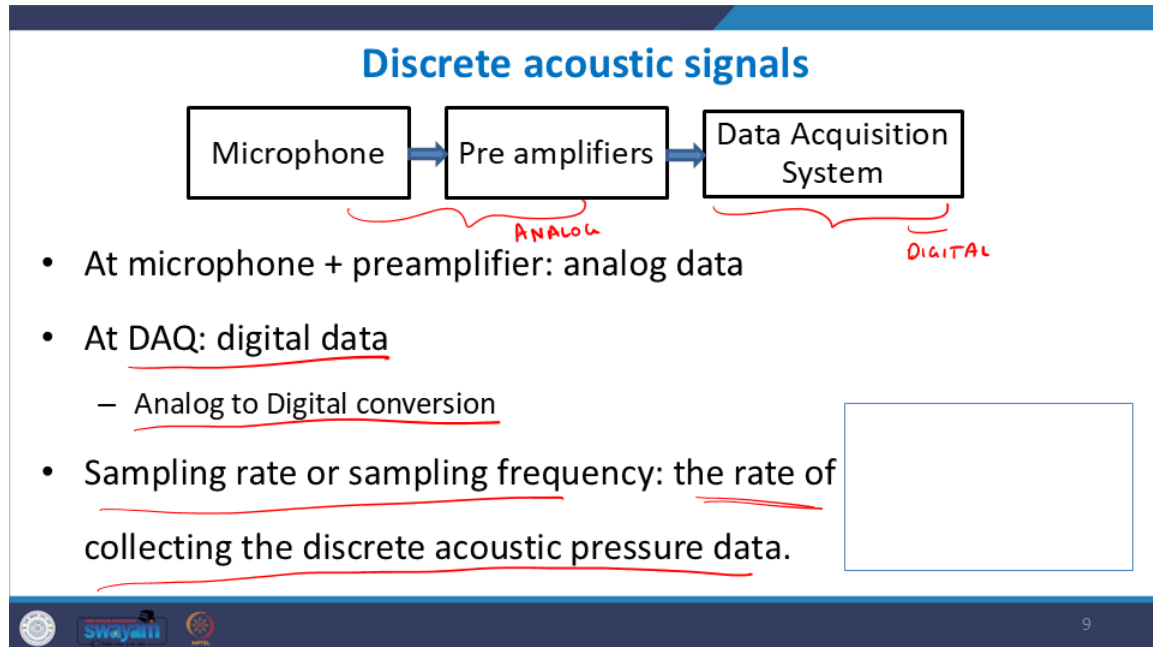 Discrete acoustic signals
Microphone
Pre amplifiers
Data Acquisition
System
ANALOG
DIGITAL
• At microphone + preamplifier: analog data
• At DAQ: digital data
– Analog to Digital conversion
• Sampling rate or sampling frequency: the rate of
collecting the discrete acoustic pressure data.
swayam
9